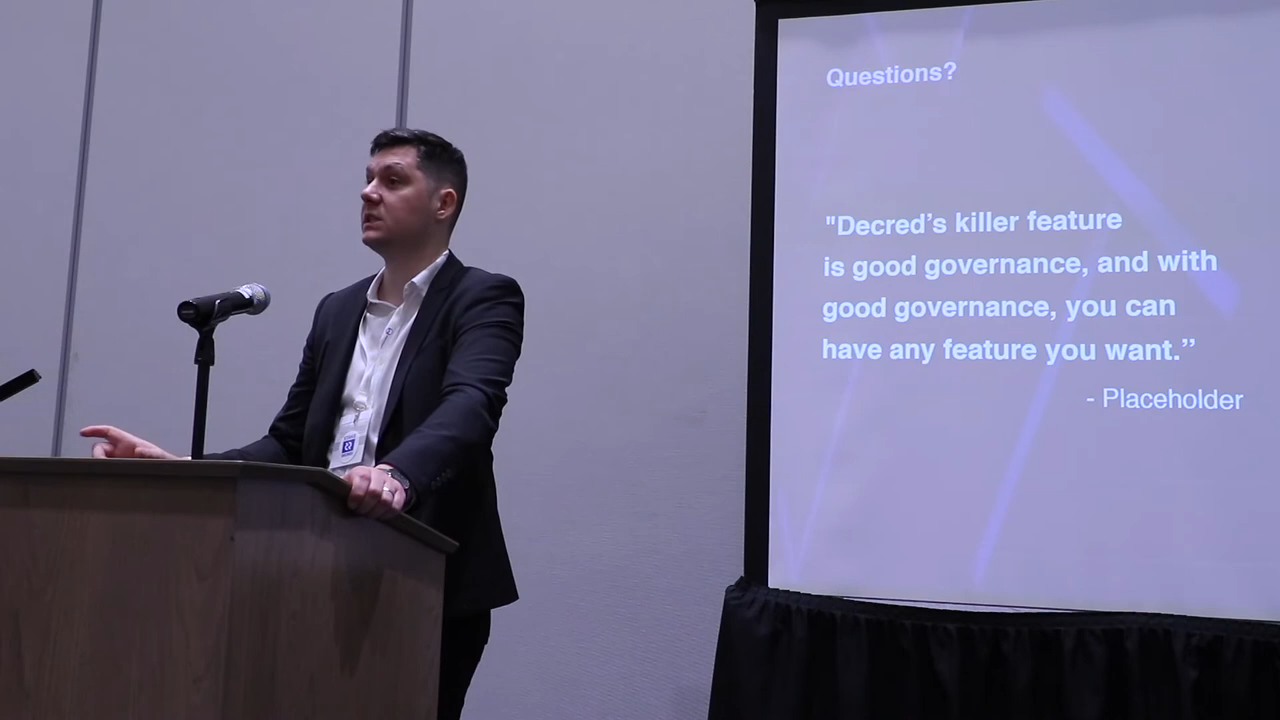 Questions?
"Decred’s killer feature
is good governance, and with
good governance, you can
have any feature you want.”
- Placeholder